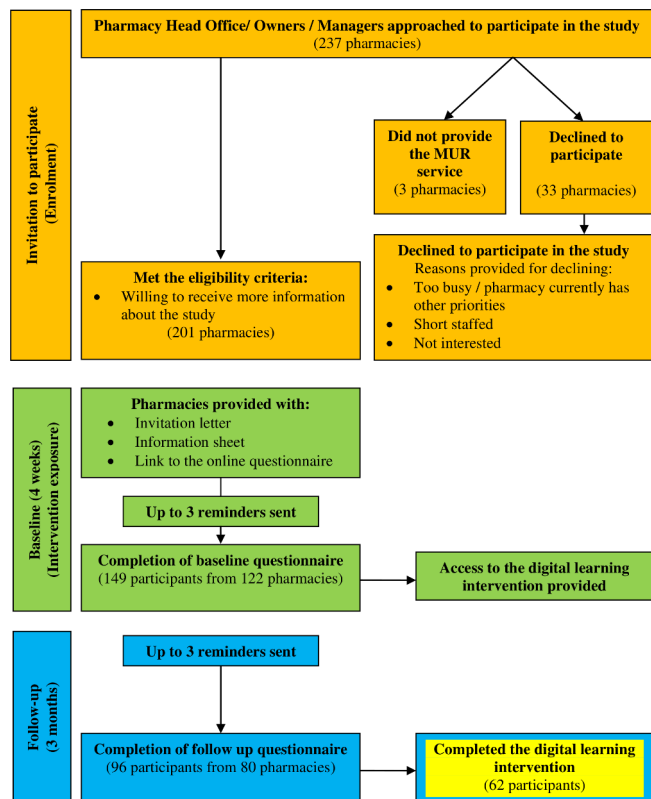 Pharmacy Head Office/ Owners / Managers approached to participate in the study
(237 pharmacies)
Invitation to participate
(Enrolment)
Did not provide
the MUR
service
(3 pharmacies)
Declined to
participate
(33 pharmacies)
Met the eligibility criteria:
• Willing to receive more information
about the study
(201 pharmacies)
Declined to participate in the study
Reasons provided for declining:
• Too busy / pharmacy currently has
other priorities
• Short staffed
• Not interested
Baseline (4 weeks)
(Intervention exposure)
Pharmacies provided with:
• Invitation letter
• Information sheet
• Link to the online questionnaire
Up to 3 reminders sent
Completion of baseline questionnaire
(149 participants from 122 pharmacies)
Access to the digital learning
intervention provided
Follow-up
(3 months)
Up to 3 reminders sent
Completion of follow up questionnaire
(96 participants from 80 pharmacies)
Completed the digital learning
intervention
(62 participants)